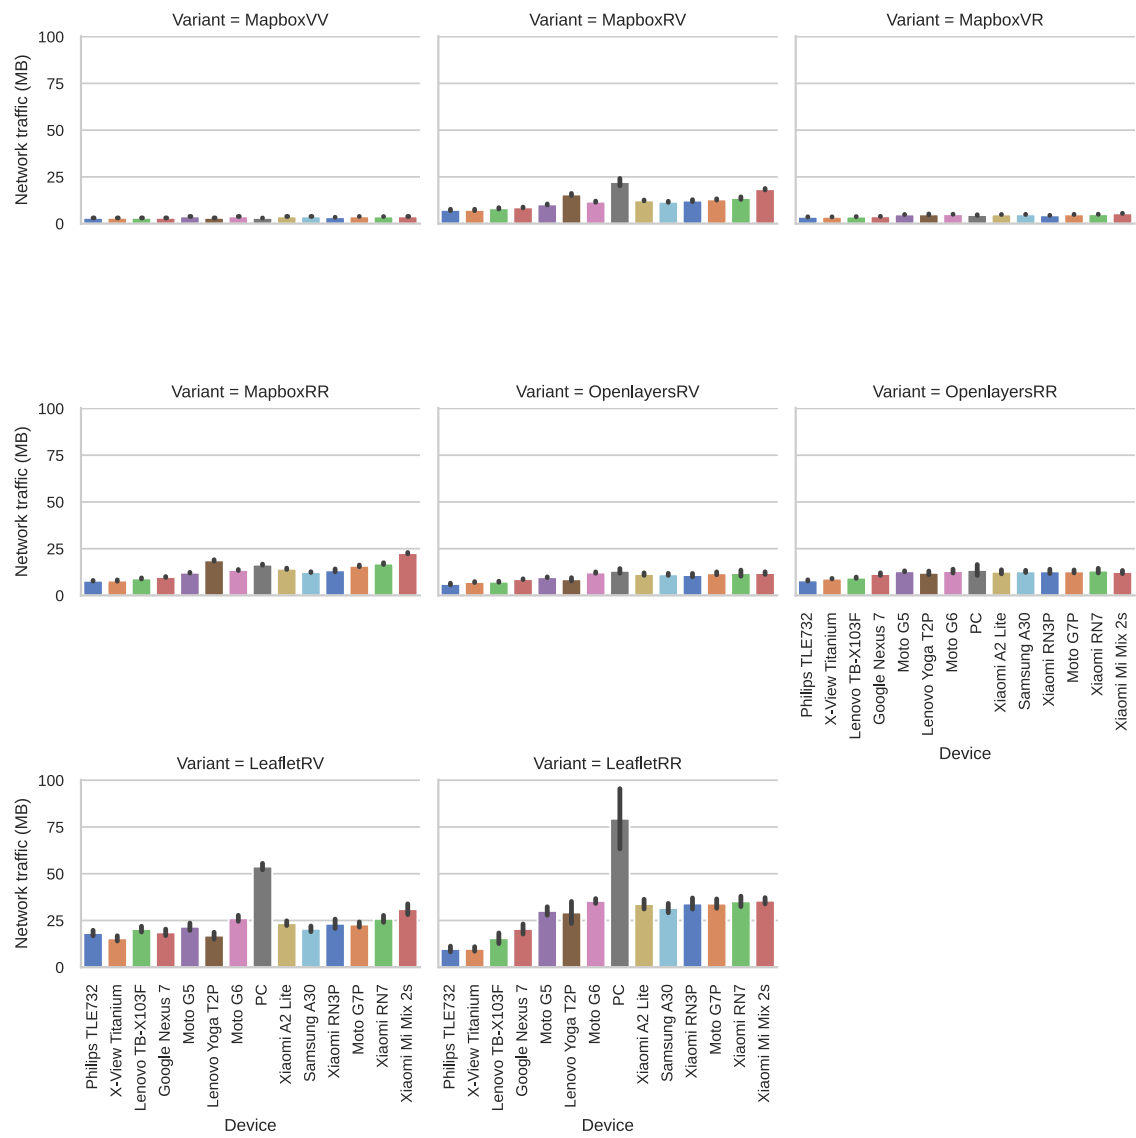 Variant = MapboxVV
Variant = MapboxRV
Variant = MapboxVR
Network traffic (MB)
100
75
50
25
0
Variant = MapboxRR
Variant = OpenlayersRV
Variant = OpenlayersRR
Network traffic (MB)
100
75
50
25
0
Philips TLE732
X-View Titanium
Lenovo TB-X103F
Google Nexus 7
Moto G5
Lenovo Yoga T2P
Moto G6
PC
Xiaomi A2 Lite
Samsung A30
Xiaomi RN3P
Moto G7P
Xiaomi RN7
Xiaomi Mi Mix 2s
Device
Variant = LeafletRV
Variant = LeafletRR
Network traffic (MB)
100
75
50
25
0
Philips TLE732
X-View Titanium
Lenovo TB-X103F
Google Nexus 7
Moto G5
Lenovo Yoga T2P
Moto G6
PC
Xiaomi A2 Lite
Samsung A30
Xiaomi RN3P
Moto G7P
Xiaomi RN7
Xiaomi Mi Mix 2s
Device
Philips TLE732
X-View Titanium
Lenovo TB-X103F
Google Nexus 7
Moto G5
Lenovo Yoga T2P
Moto G6
PC
Xiaomi A2 Lite
Samsung A30
Xiaomi RN3P
Moto G7P
Xiaomi RN7
Xiaomi Mi Mix 2s
Device